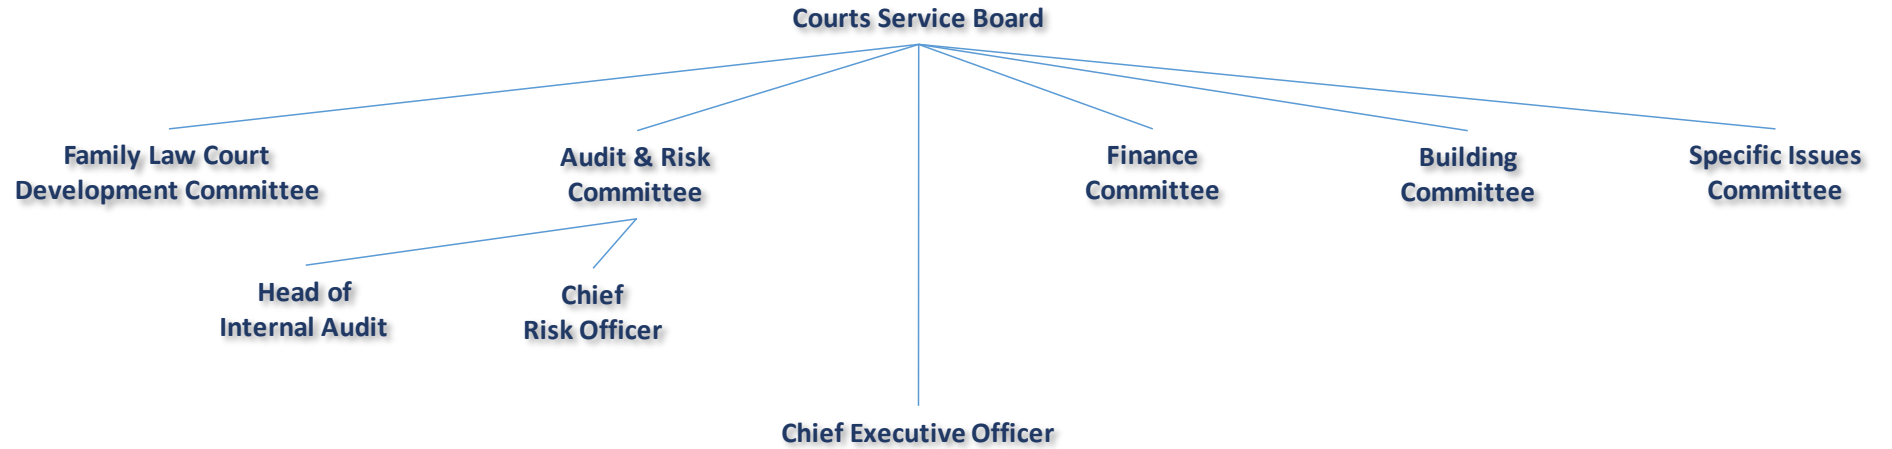 Courts Service Board
Family Law Court
Development Committee
Audit & Risk
Committee
Finance
Committee
Building
Committee
Specific Issues
Committee
Head of
Internal Audit
Chief
Risk Officer
Chief Executive Officer